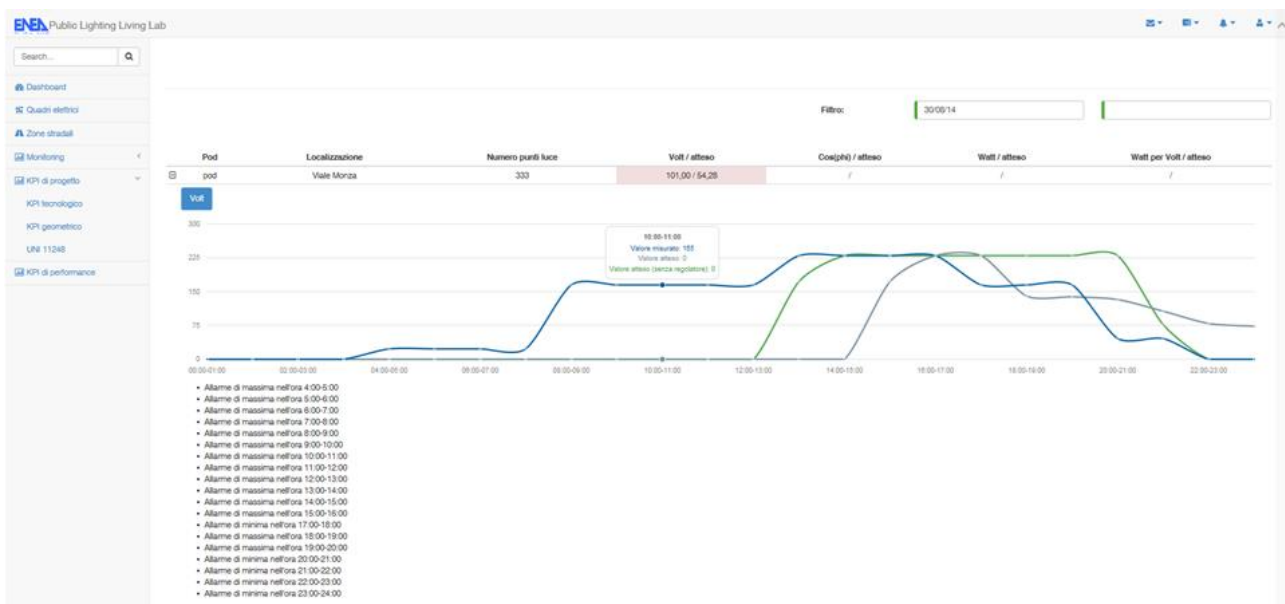 ENEA Public Lighting Living Lab
Search...
Dashboard
Quadri elettrici
Zone stradali
Monitoring
KPI di progetto
KPI tecnologico
KPI geometrico
UNI 11248
KPI di performance
Filtro: 30/08/14
Pod Localizzazione Numero punti luce Volt / atteso Cos(phi) / atteso Watt / atteso Watt per Volt / atteso
pod Viale Monza 333 101,00 / 54,28 / / /
Volt
300
225
150
75
0
10:00-11:00
Valore misurato: 165
Valore atteso: 0
Valore atteso (senza regolatore): 0
00:00-01:00 02:00-03:00 04:00-05:00 06:00-07:00 08:00-09:00 10:00-11:00 12:00-13:00 14:00-15:00 16:00-17:00 18:00-19:00 20:00-21:00 22:00-23:00
• Allarme di massima nell'ora 4:00-5:00
• Allarme di massima nell'ora 5:00-6:00
• Allarme di massima nell'ora 6:00-7:00
• Allarme di massima nell'ora 7:00-8:00
• Allarme di massima nell'ora 8:00-9:00
• Allarme di massima nell'ora 9:00-10:00
• Allarme di massima nell'ora 10:00-11:00
• Allarme di massima nell'ora 11:00-12:00
• Allarme di massima nell'ora 12:00-13:00
• Allarme di massima nell'ora 13:00-14:00
• Allarme di massima nell'ora 14:00-15:00
• Allarme di massima nell'ora 15:00-16:00
• Allarme di minima nell'ora 17:00-18:00
• Allarme di massima nell'ora 18:00-19:00
• Allarme di massima nell'ora 19:00-20:00
• Allarme di minima nell'ora 20:00-21:00
• Allarme di minima nell'ora 21:00-22:00
• Allarme di minima nell'ora 22:00-23:00
• Allarme di minima nell'ora 23:00-24:00